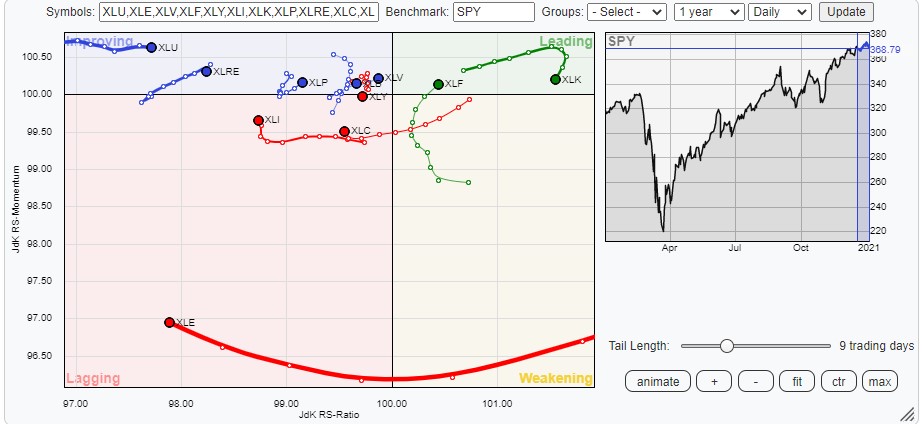 Symbols: XLU,XLE,XLV,XLF,XLY,XLI,XLK,XLP,XLRE,XLC,XL Benchmark: SPY Groups: - Select - 1 year Daily Update
Improving Leading
Lagging Weakening
XLU
XLRE
XLP
XLB
XLV
XLY
XLF
XLK
XLI
XLC
XLE
100.50
100.00
99.50
99.00
98.50
98.00
97.50
97.00
96.50
JdK RS-Momentum
97.00 98.00 99.00 100.00 101.00
JdK RS-Ratio
SPY
380
368.79
360
340
320
300
280
260
240
220
Apr Jul Oct 2021
Tail Length: 9 trading days
animate + - fit ctr max